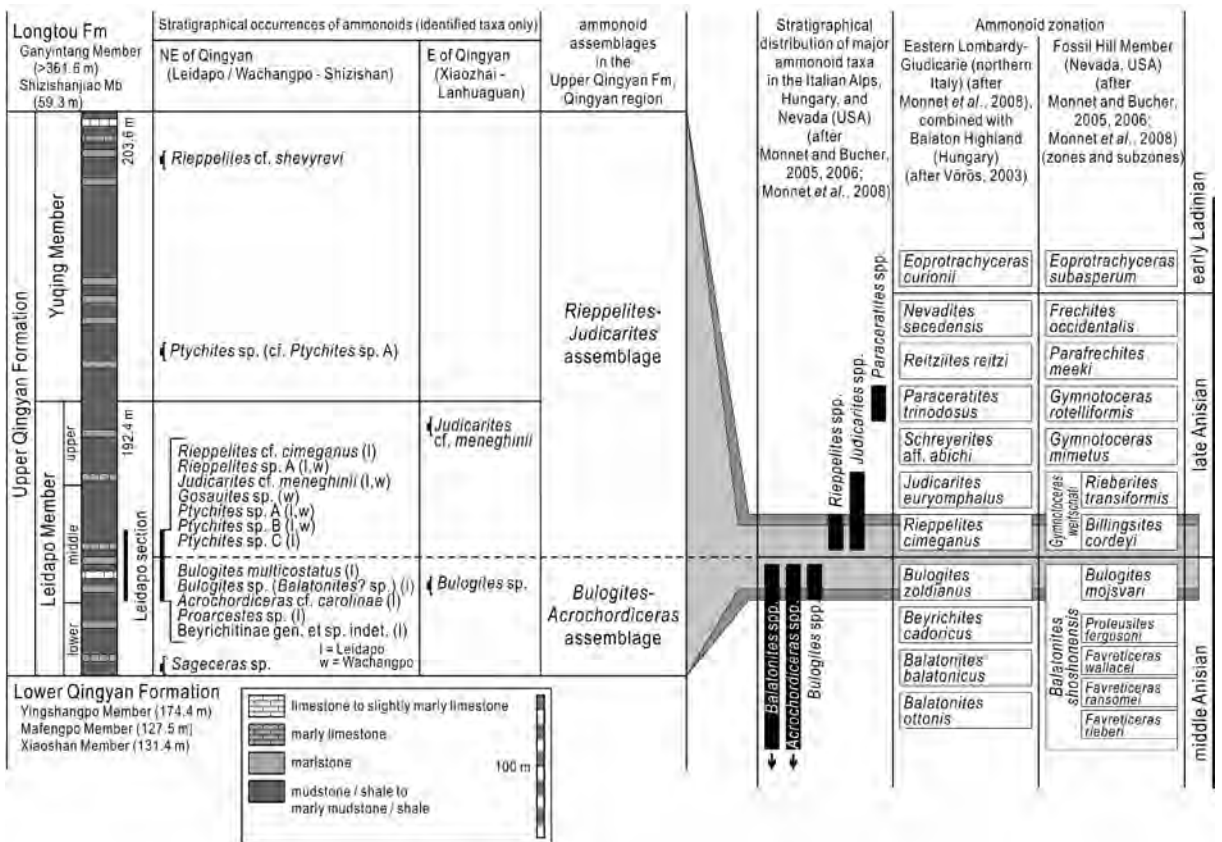 Longtou Fm
Ganyintang Member
(>361.6 m)
Shizishanjiao Mb
(59.3 m)
Stratigraphical occurrences of ammonoids (identified taxa only)
NE of Qingyan
(Leidapo / Wachangpo - Shizishan)
E of Qingyan
(Xiaozhai -
Lanhuaguan)
ammonoid
assemblages
in the
Upper Qingyan Fm,
Qingyan region
Stratigraphical
distribution of major
ammonoid taxa
in the Italian Alps,
Hungary, and
Nevada (USA)
(after
Monnet and Bucher,
2005, 2006;
Monnet et al., 2008)
Ammonoid zonation
Eastern Lombardy-
Giudicarie (northern
Italy) (after
Monnet et al., 2008),
combined with
Balaton Highland
(Hungary)
(after Vörös, 2003)
Fossil Hill Member
(Nevada, USA)
(after
Monnet and Bucher,
2005, 2006;
Monnet et al., 2008)
(zones and subzones)
Upper Qingyan Formation
Yuqing Member
203.6 m
Leidapo Member
upper
middle
lower
192.4 m
Leidapo section
Rieppelites cf. shevyrevi
Ptychites sp. (cf. Ptychites sp. A)
Rieppelites cf. cimeganus (l)
Rieppelites sp. A (l,w)
Judicarites cf. meneghinii (l,w)
Gosauites sp. (w)
Ptychites sp. A (l,w)
Ptychites sp. B (l,w)
Ptychites sp. C (l)
Bulogites multicostatus (l)
Bulogites sp. (Balatonites? sp.) (l)
Acrochordiceras cf. carolinae (l)
Proarcestes sp. (l)
Beyrichitinae gen. et sp. indet. (l)
l = Leidapo
w = Wachangpo
Sageceras sp.
Judicarites
cf. meneghinii
Bulogites sp.
Rieppelites-
Judicarites
assemblage
Bulogites-
Acrochordiceras
assemblage
Balatonites spp.
Acrochordiceras spp.
Bulogites spp.
Rieppelites spp.
Judicarites spp.
Paraceratites spp.
Eoprotrachyceras
curionii
Nevadites
secedensis
Reitziites reitzi
Paraceratites
trinodosus
Schreyerites
aff. abichi
Judicarites
euryomphalus
Rieppelites
cimeganus
Bulogites
zoldianus
Beyrichites
cadoricus
Balatonites
balatonicus
Balatonites
ottonis
Eoprotrachyceras
subasperum
Frechites
occidentalis
Parafrechites
meeki
Gymnotoceras
rotelliformis
Gymnotoceras
mimetus
Gymnotoceras
weitschati
Rieberites
transiformis
Billingsites
cordeyi
Bulogites
mojsvari
Balatonites
shoshonensis
Proteusites
fergusoni
Favreticeras
wallacei
Favreticeras
ransomei
Favreticeras
rieberi
early Ladinian
late Anisian
middle Anisian
Lower Qingyan Formation
Yingshangpo Member (174.4 m)
Mafengpo Member (127.5 m)
Xiaoshan Member (131.4 m)
limestone to slightly marly limestone
marly limestone
marlstone
mudstone / shale to
marly mudstone / shale
100 m